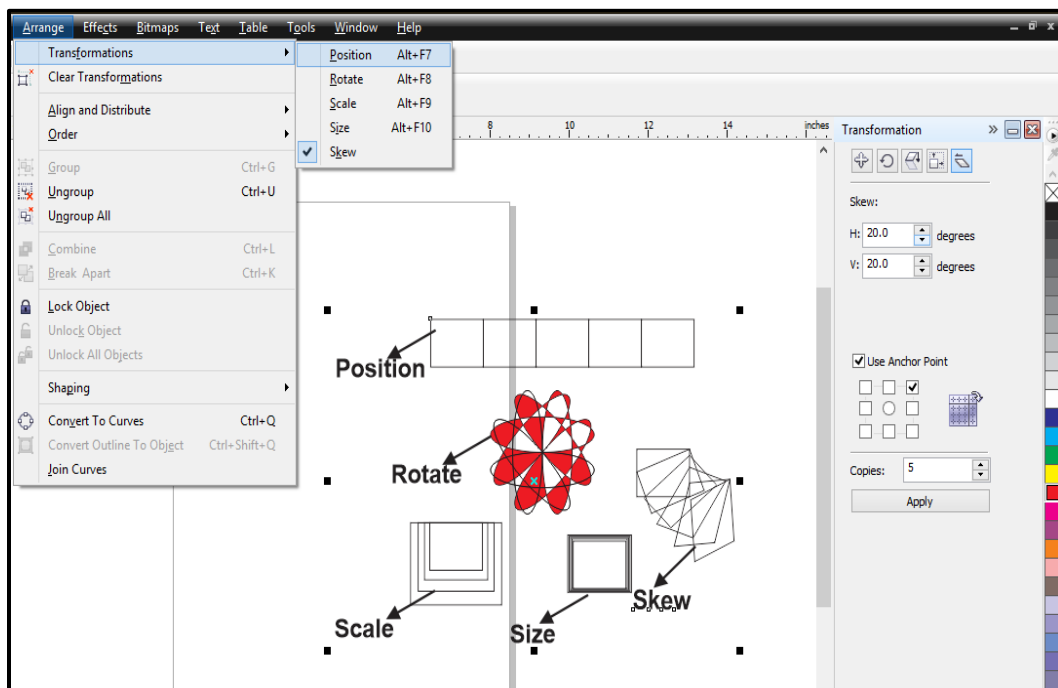 Arrange Effects Bitmaps Text Table Tools Window Help
Transformations
Clear Transformations
Align and Distribute
Order
Group Ctrl+G
Ungroup Ctrl+U
Ungroup All
Combine Ctrl+L
Break Apart Ctrl+K
Lock Object
Unlock Object
Unlock All Objects
Shaping
Convert To Curves Ctrl+Q
Convert Outline To Object Ctrl+Shift+Q
Join Curves
Position Alt+F7
Rotate Alt+F8
Scale Alt+F9
Size Alt+F10
Skew
8 10 12 14 inches
Position
Rotate
Scale
Size
Skew
Transformation
Skew:
H: 20.0 degrees
V: 20.0 degrees
Use Anchor Point
Copies: 5
Apply